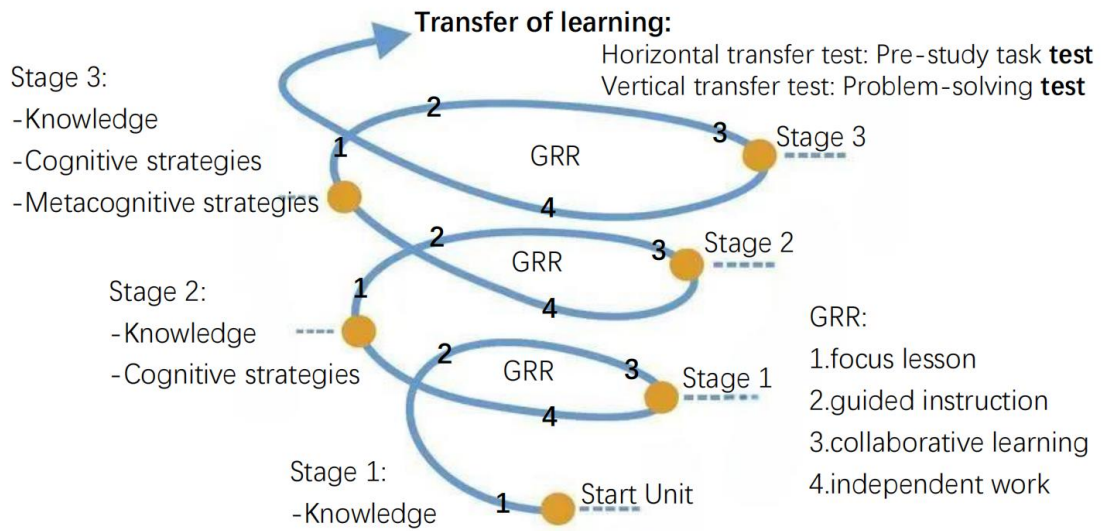 Transfer of learning:
Horizontal transfer test: Pre-study task test
Vertical transfer test: Problem-solving test
Stage 3:
-Knowledge
-Cognitive strategies
-Metacognitive strategies
2
3
1
Stage 3
GRR
4
2
3
Stage 2
GRR
1
4
Stage 2:
-Knowledge
-Cognitive strategies
2
3
GRR
Stage 1
4
GRR:
1.focus lesson
2.guided instruction
3.collaborative learning
4.independent work
Stage 1:
-Knowledge
1
Start Unit